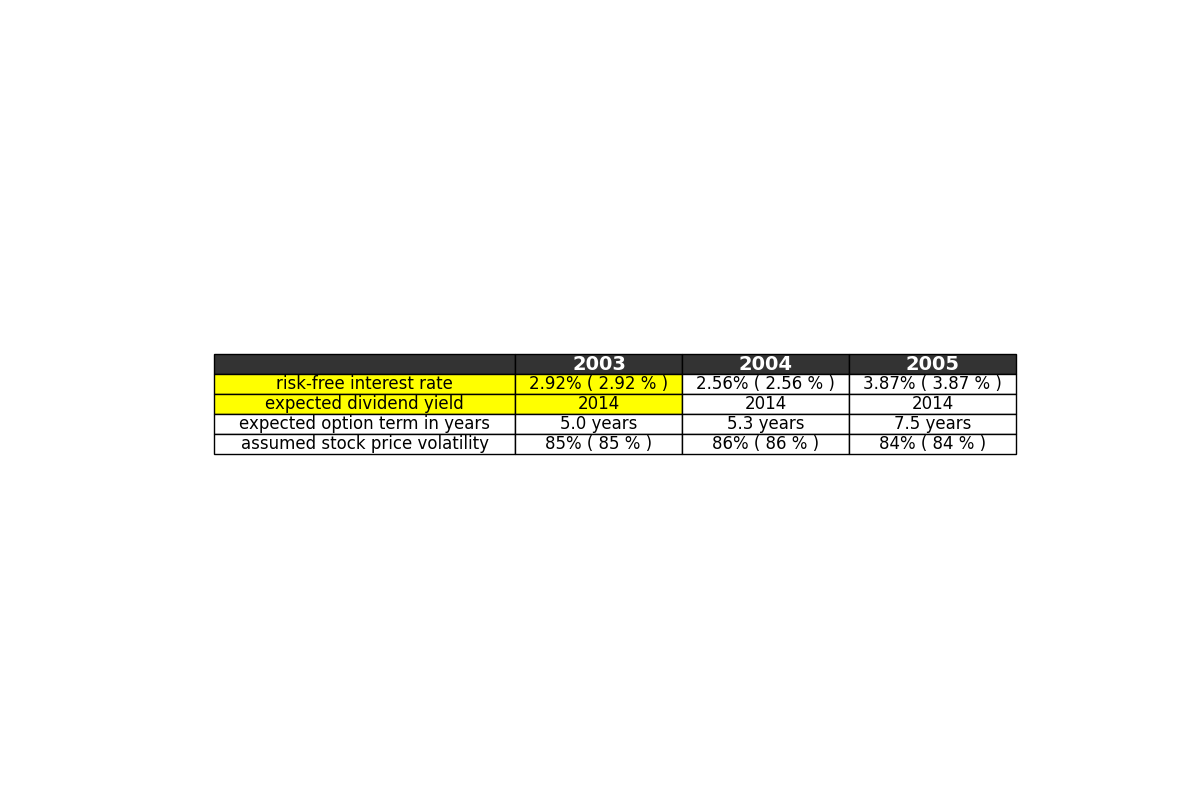 2003 2004 2005
risk-free interest rate 2.92% ( 2.92 % ) 2.56% ( 2.56 % ) 3.87% ( 3.87 % )
expected dividend yield 2014 2014 2014
expected option term in years 5.0 years 5.3 years 7.5 years
assumed stock price volatility 85% ( 85 % ) 86% ( 86 % ) 84% ( 84 % )